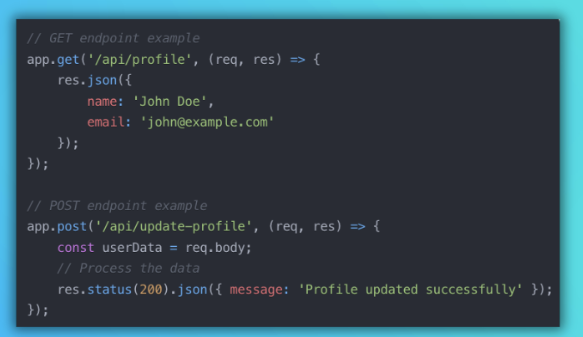 // GET endpoint example
app.get('/api/profile', (req, res) => {
    res.json({
        name: 'John Doe',
        email: 'john@example.com'
    });
});

// POST endpoint example
app.post('/api/update-profile', (req, res) => {
    const userData = req.body;
    // Process the data
    res.status(200).json({ message: 'Profile updated successfully' });
});